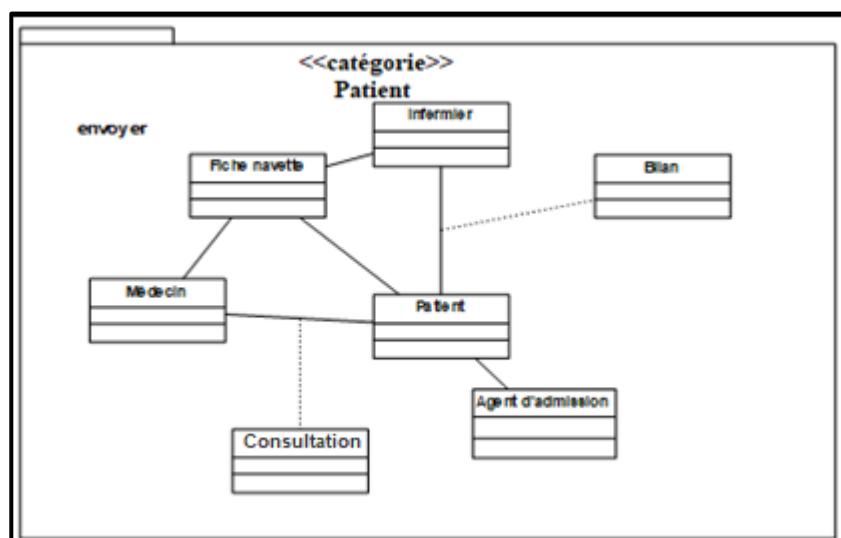 <<catégorie>>
Patient
envoyer
Infermier
Fiche navette
Bilan
Médecin
Patient
Agent d'admission
Consultation